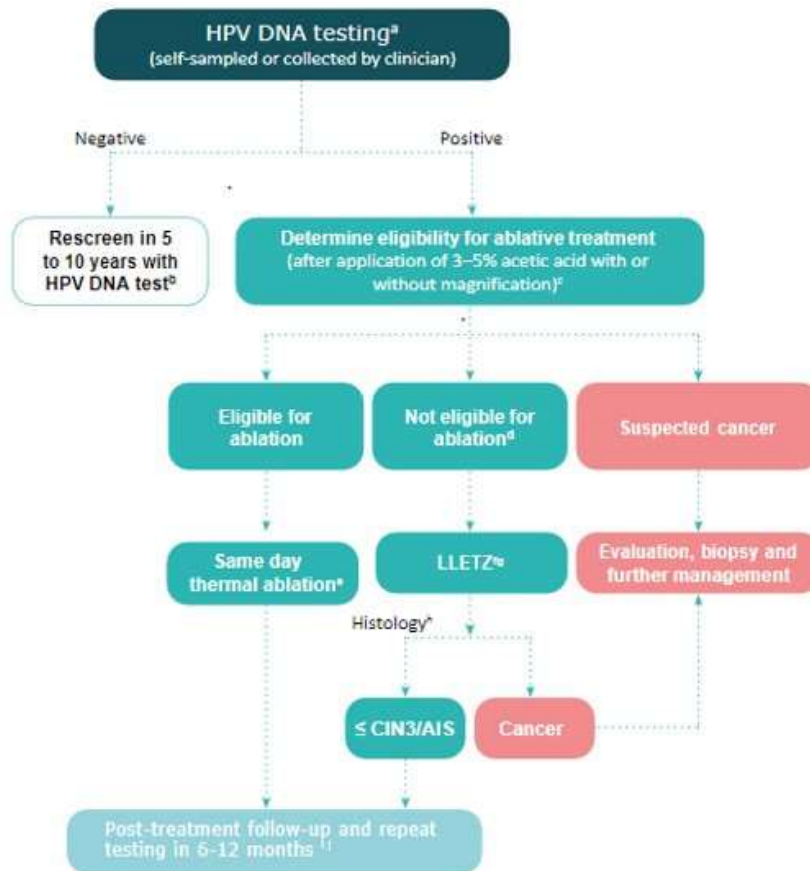 HPV DNA testingᵃ
(self-sampled or collected by clinician)
Negative
Positive
Rescreen in 5
to 10 years with
HPV DNA testᵇ
Determine eligibility for ablative treatment
(after application of 3–5% acetic acid with or
without magnification)ᶜ
Eligible for
ablation
Not eligible for
ablationᵈ
Suspected cancer
Same day
thermal ablationᵉ
LLETZᶠᵍ
Evaluation, biopsy and
further management
Histology
≤ CIN3/AIS
Cancer
Post-treatment follow-up and repeat
testing in 6-12 months